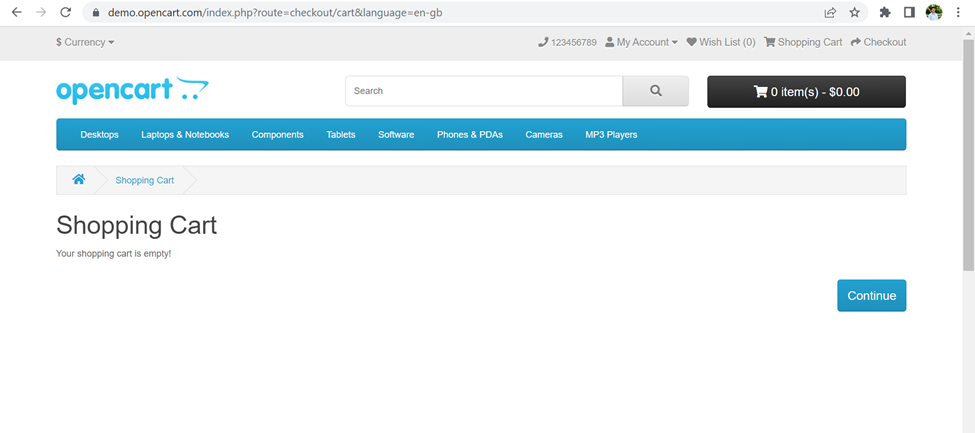 demo.opencart.com/index.php?route=checkout/cart&language=en-gb
$ Currency 123456789 My Account Wish List (0) Shopping Cart Checkout
opencart Search 0 item(s) - $0.00
Desktops Laptops & Notebooks Components Tablets Software Phones & PDAs Cameras MP3 Players
Shopping Cart
Shopping Cart
Your shopping cart is empty!
Continue